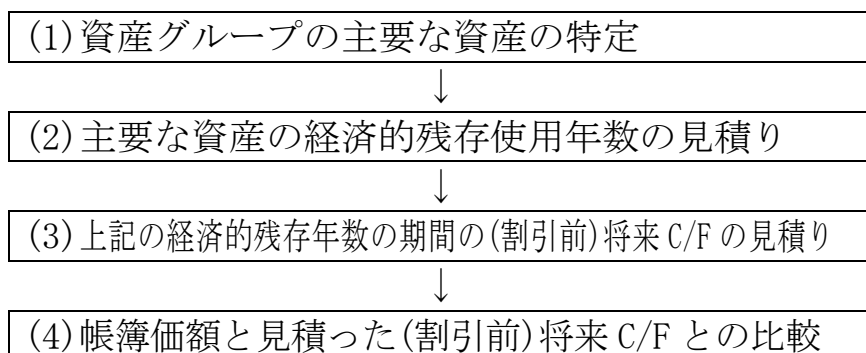 (1)資産グループの主要な資産の特定
↓
(2)主要な資産の経済的残存使用年数の見積り
↓
(3)上記の経済的残存年数の期間の(割引前)将来 C/F の見積り
↓
(4)帳簿価額と見積った(割引前)将来 C/F との比較